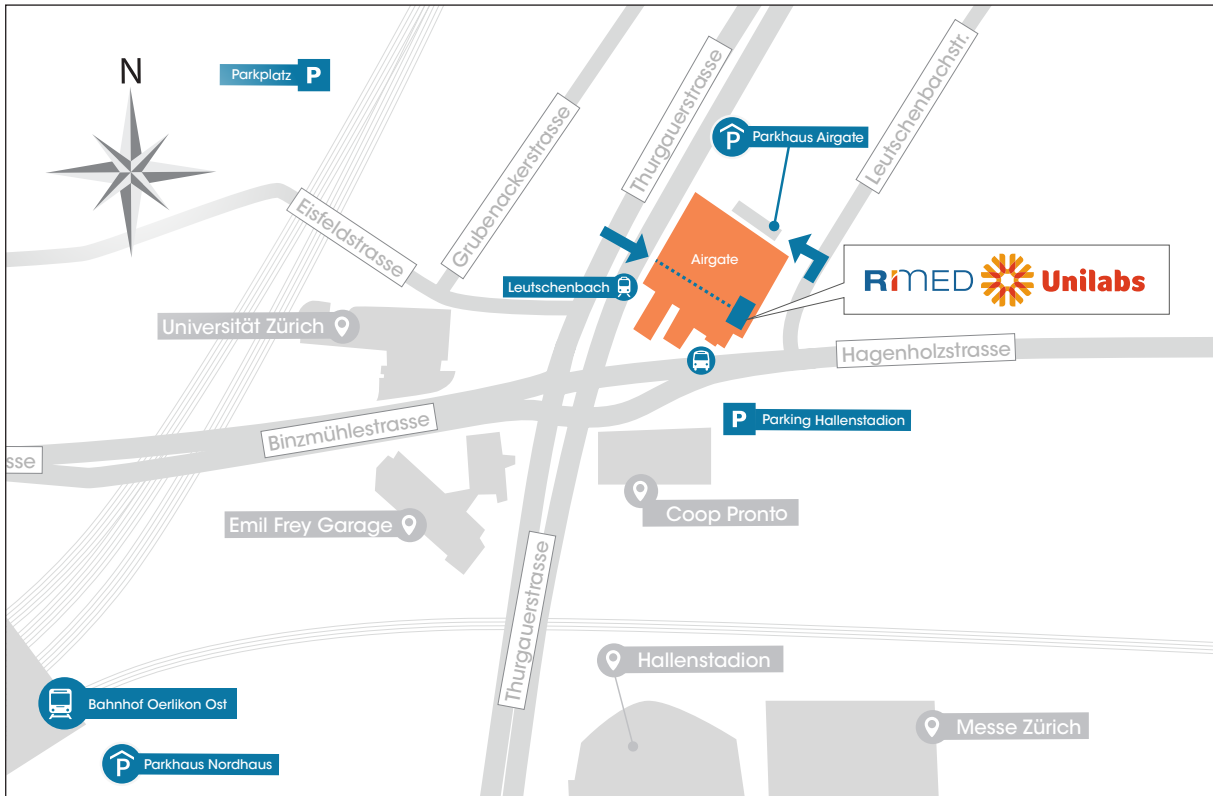 N
Parkplatz P
Thurgauerstrasse
Leutschenbachstr.
Grubenackerstrasse
P Parkhaus Airgate
Eisfeldstrasse
Airgate
Leutschenbach
RIMED Unilabs
Universität Zürich
Hagenholzstrasse
Binzmühlestrasse
P Parking Hallenstadion
sse
Emil Frey Garage
Coop Pronto
Thurgauerstrasse
Hallenstadion
Bahnhof Oerlikon Ost
Messe Zürich
P Parkhaus Nordhaus